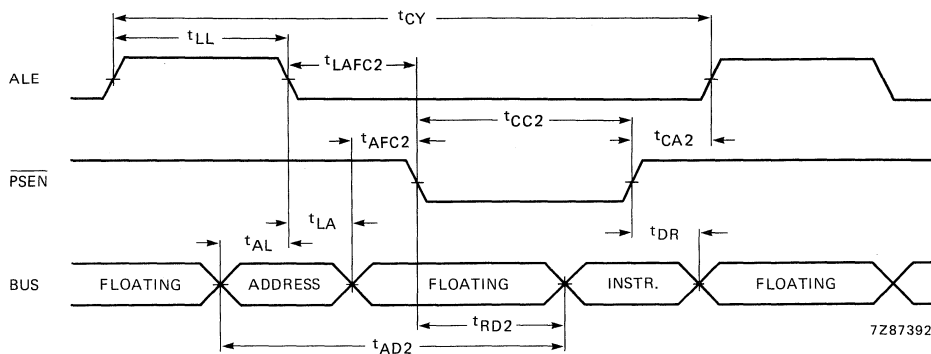 tCY
tLL
tLAFC2
ALE
tCC2
tAFC2
tCA2
PSEN
tLA
tAL
tDR
BUS
FLOATING ADDRESS FLOATING INSTR. FLOATING
tRD2
tAD2
7Z87392